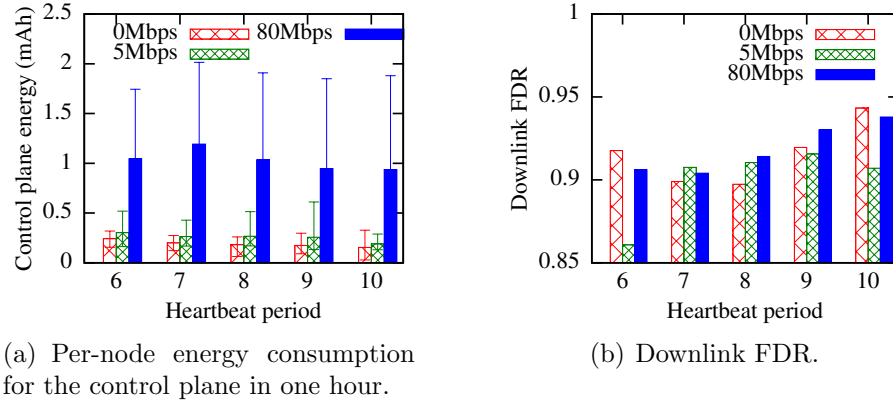 Control plane energy (mAh)
0
0.5
1
1.5
2
2.5
0Mbps
5Mbps
80Mbps
6 7 8 9 10
Heartbeat period
(a) Per-node energy consumption
for the control plane in one hour.
Downlink FDR
0.85
0.9
0.95
1
0Mbps
5Mbps
80Mbps
6 7 8 9 10
Heartbeat period
(b) Downlink FDR.